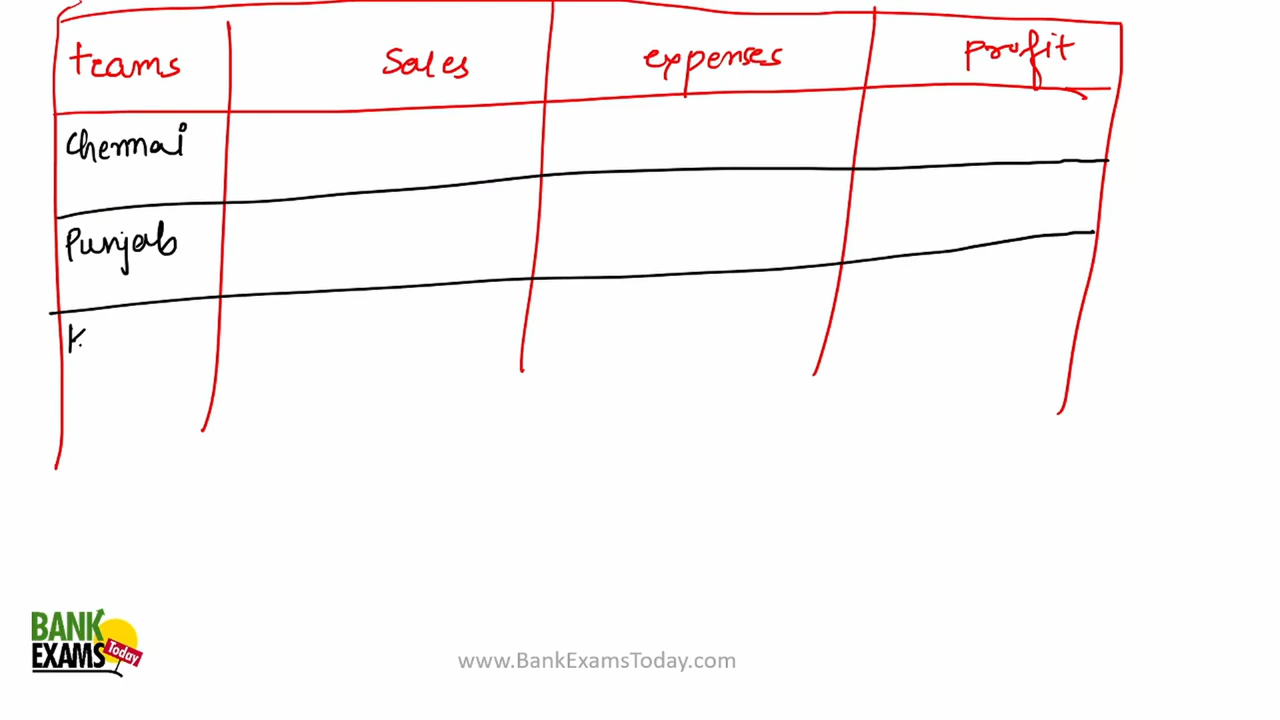 teams sales expenses profit
Chennai
Punjab
K
BANK
EXAMS Today
www.BankExamsToday.com